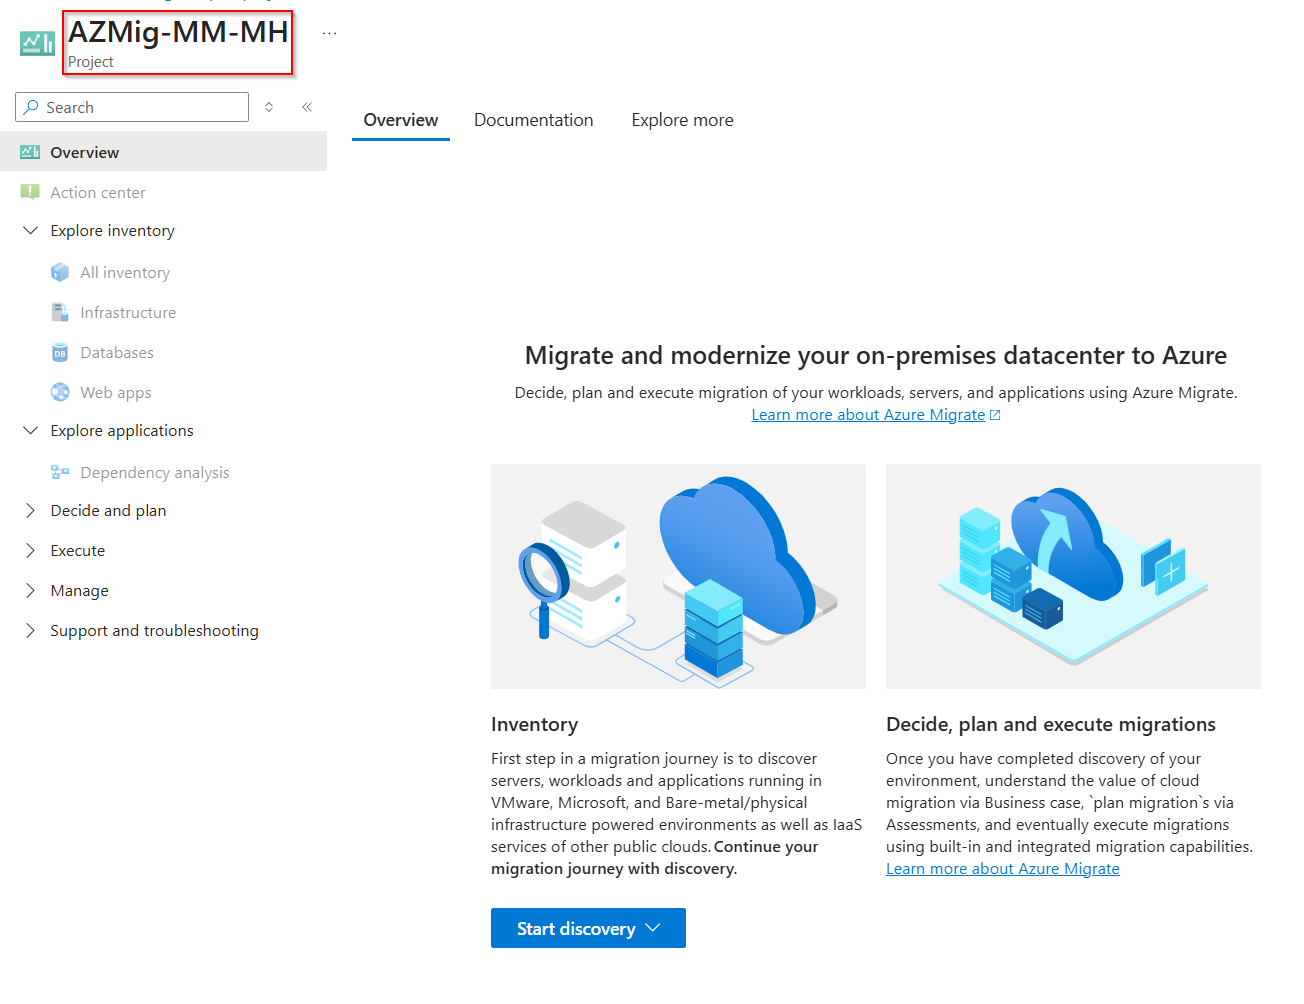 AZMig-MM-MH
...
Project
Search
Overview
Action center
Explore inventory
All inventory
Infrastructure
Databases
Web apps
Explore applications
Dependency analysis
Decide and plan
Execute
Manage
Support and troubleshooting
Overview Documentation Explore more
Migrate and modernize your on-premises datacenter to Azure
Decide, plan and execute migration of your workloads, servers, and applications using Azure Migrate.
Learn more about Azure Migrate
Inventory
First step in a migration journey is to discover
servers, workloads and applications running in
VMware, Microsoft, and Bare-metal/physical
infrastructure powered environments as well as IaaS
services of other public clouds. Continue your
migration journey with discovery.
Start discovery
Decide, plan and execute migrations
Once you have completed discovery of your
environment, understand the value of cloud
migration via Business case, `plan migration`s via
Assessments, and eventually execute migrations
using built-in and integrated migration capabilities.
Learn more about Azure Migrate